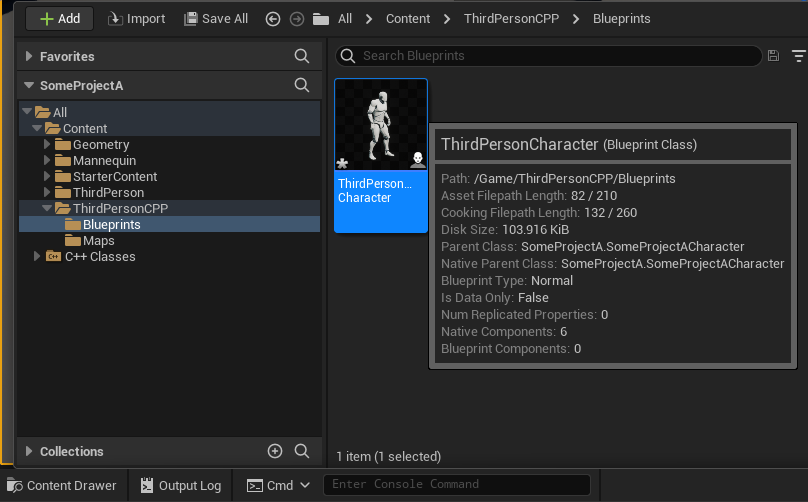 Add Import Save All All Content ThirdPersonCPP Blueprints
Favorites
Search Blueprints
SomeProjectA
All
Content
Geometry
Mannequin
StarterContent
ThirdPerson
ThirdPersonCPP
Blueprints
Maps
C++ Classes
ThirdPerson...
Character
ThirdPersonCharacter (Blueprint Class)
Path: /Game/ThirdPersonCPP/Blueprints
Asset Filepath Length: 82 / 210
Cooking Filepath Length: 132 / 260
Disk Size: 103.916 KiB
Parent Class: SomeProjectA.SomeProjectACharacter
Native Parent Class: SomeProjectA.SomeProjectACharacter
Blueprint Type: Normal
Is Data Only: False
Num Replicated Properties: 0
Native Components: 6
Blueprint Components: 0
Collections
1 item (1 selected)
Content Drawer Output Log Cmd Enter Console Command